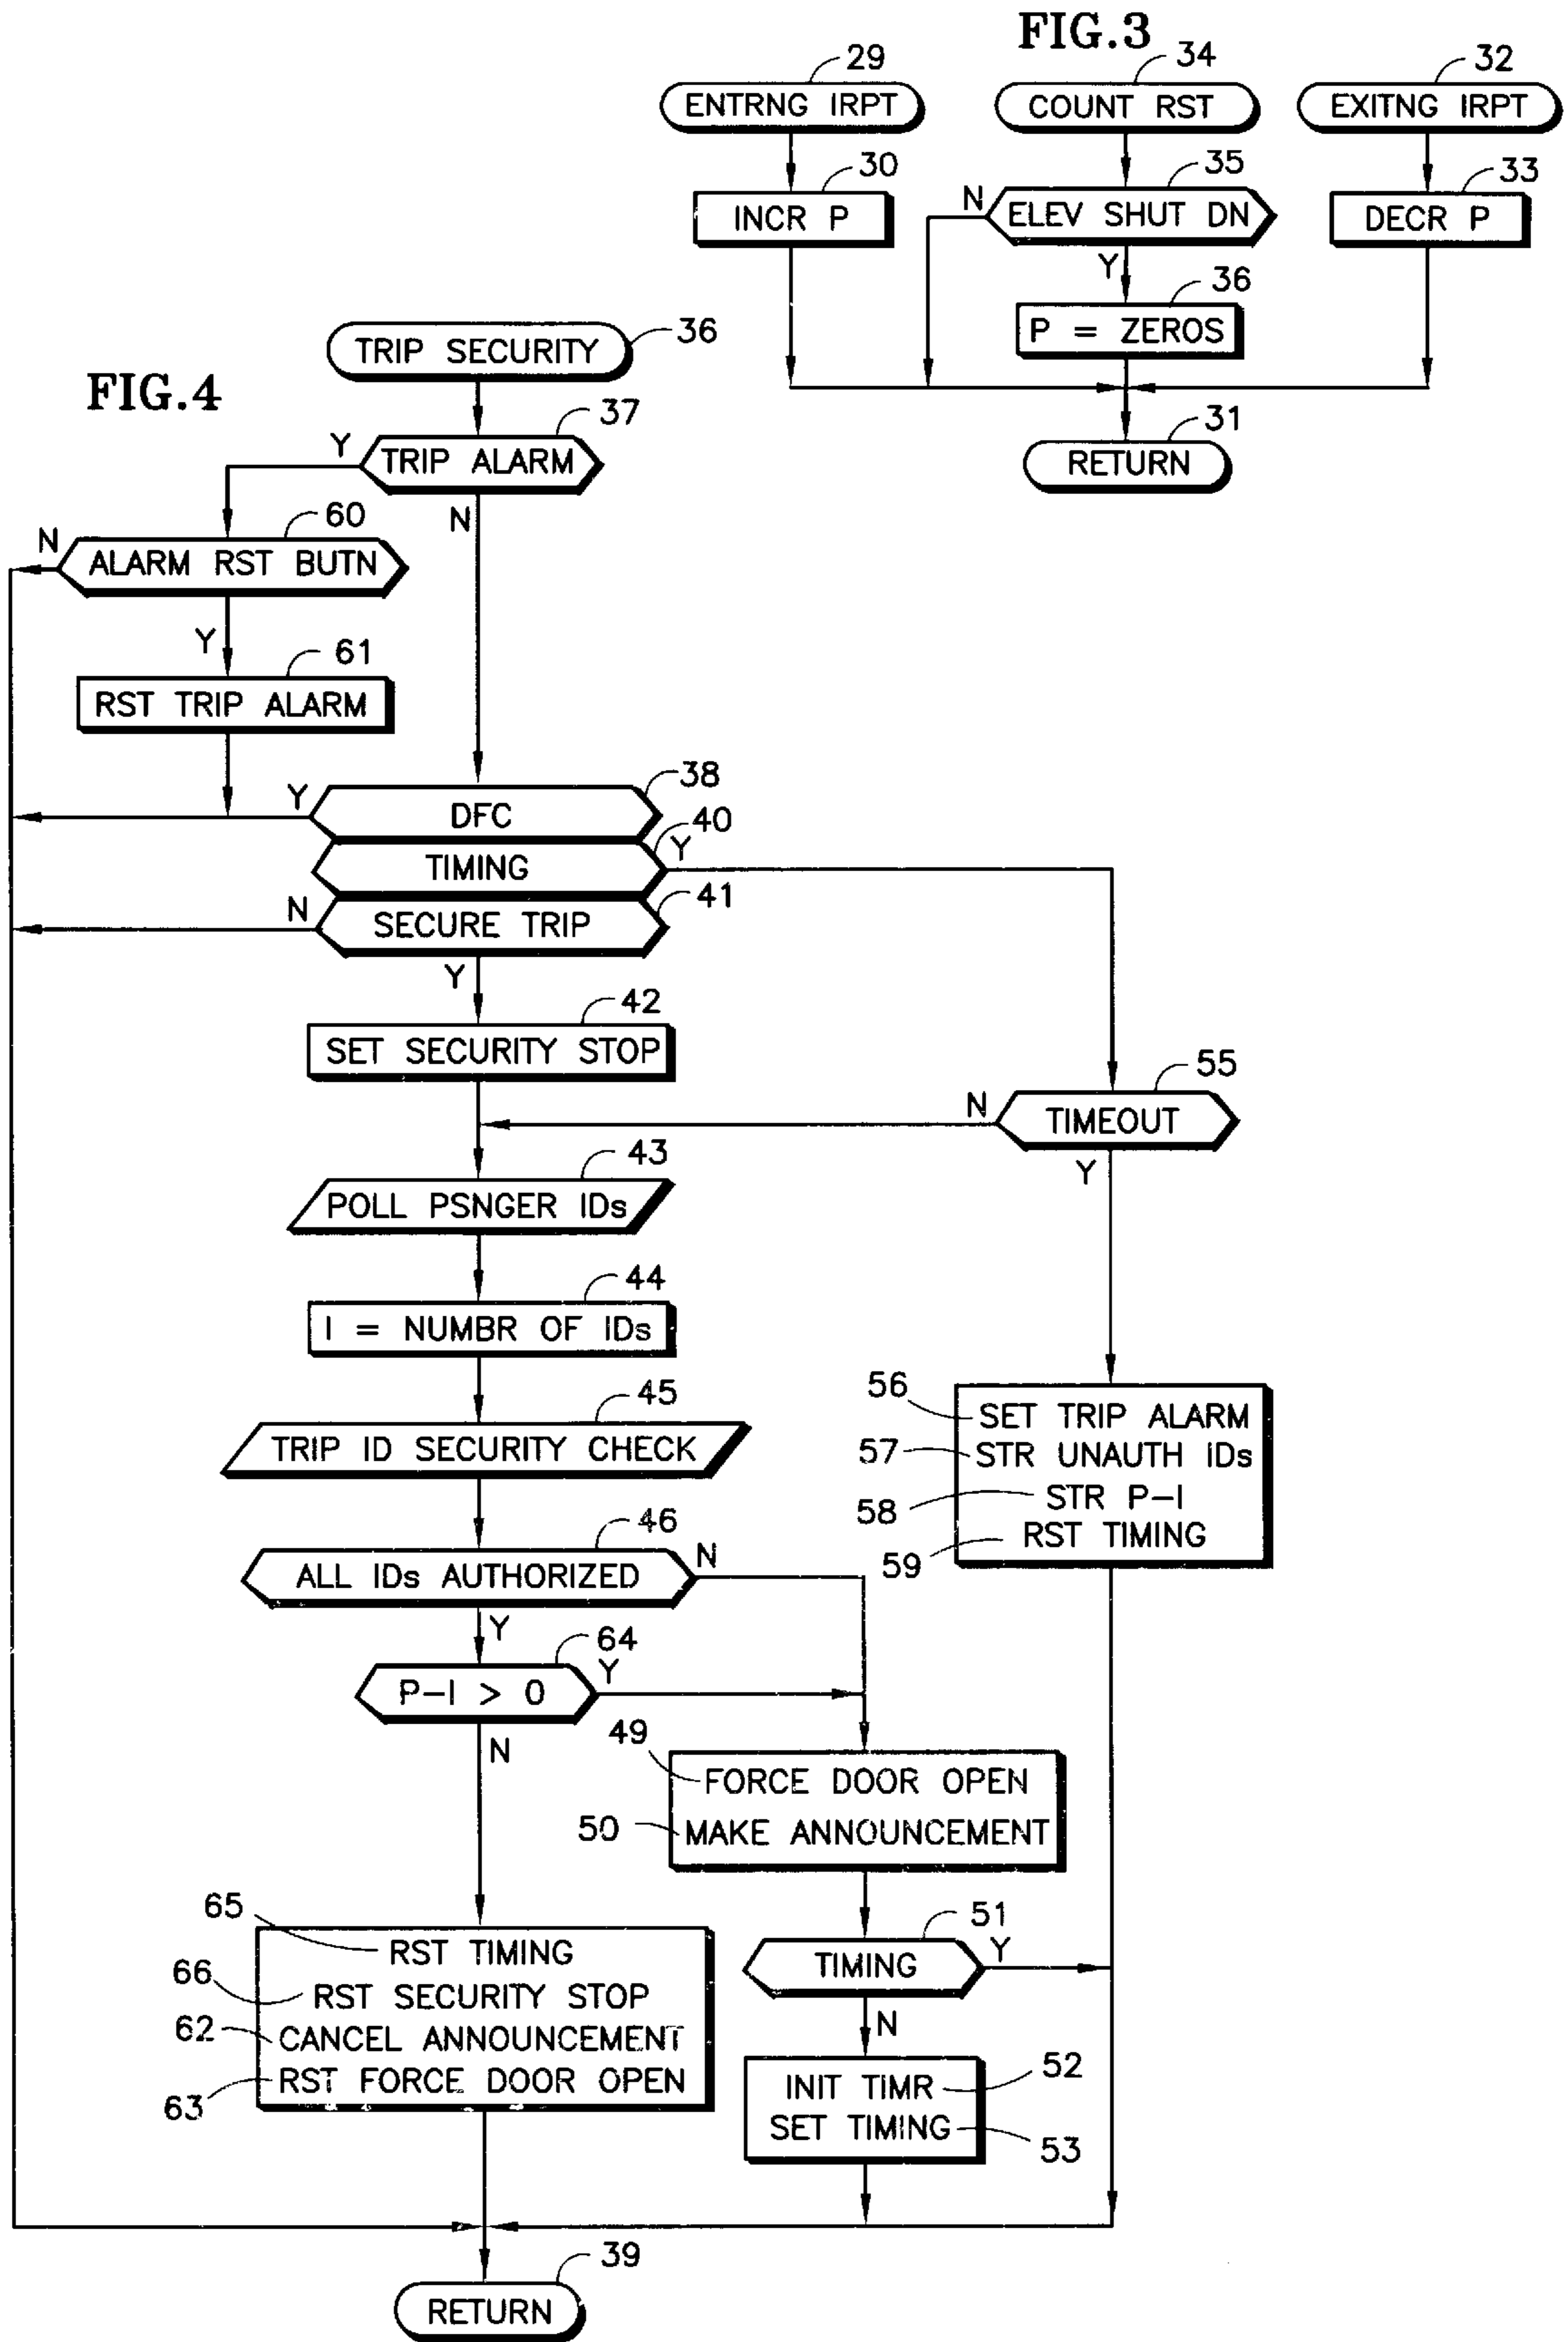 FIG.3
29
ENTRNG IRPT
30
INCR P
34
COUNT RST
35
N
ELEV SHUT DN
Y
36
P = ZEROS
32
EXITNG IRPT
33
DECR P
31
RETURN
FIG.4
36
TRIP SECURITY
37
Y
TRIP ALARM
N
60
N
ALARM RST BUTN
Y
61
RST TRIP ALARM
38
Y
DFC
40
TIMING
Y
41
N
SECURE TRIP
Y
42
SET SECURITY STOP
55
N
TIMEOUT
Y
43
POLL PSNGER IDs
44
I = NUMBR OF IDs
45
TRIP ID SECURITY CHECK
56
SET TRIP ALARM
57
STR UNAUTH IDs
58
STR P-I
59
RST TIMING
46
ALL IDs AUTHORIZED
N
Y
64
P-I > 0
Y
N
49
FORCE DOOR OPEN
50
MAKE ANNOUNCEMENT
51
TIMING
Y
N
INIT TIMR
52
SET TIMING
53
65
RST TIMING
66
RST SECURITY STOP
62
CANCEL ANNOUNCEMENT
63
RST FORCE DOOR OPEN
39
RETURN